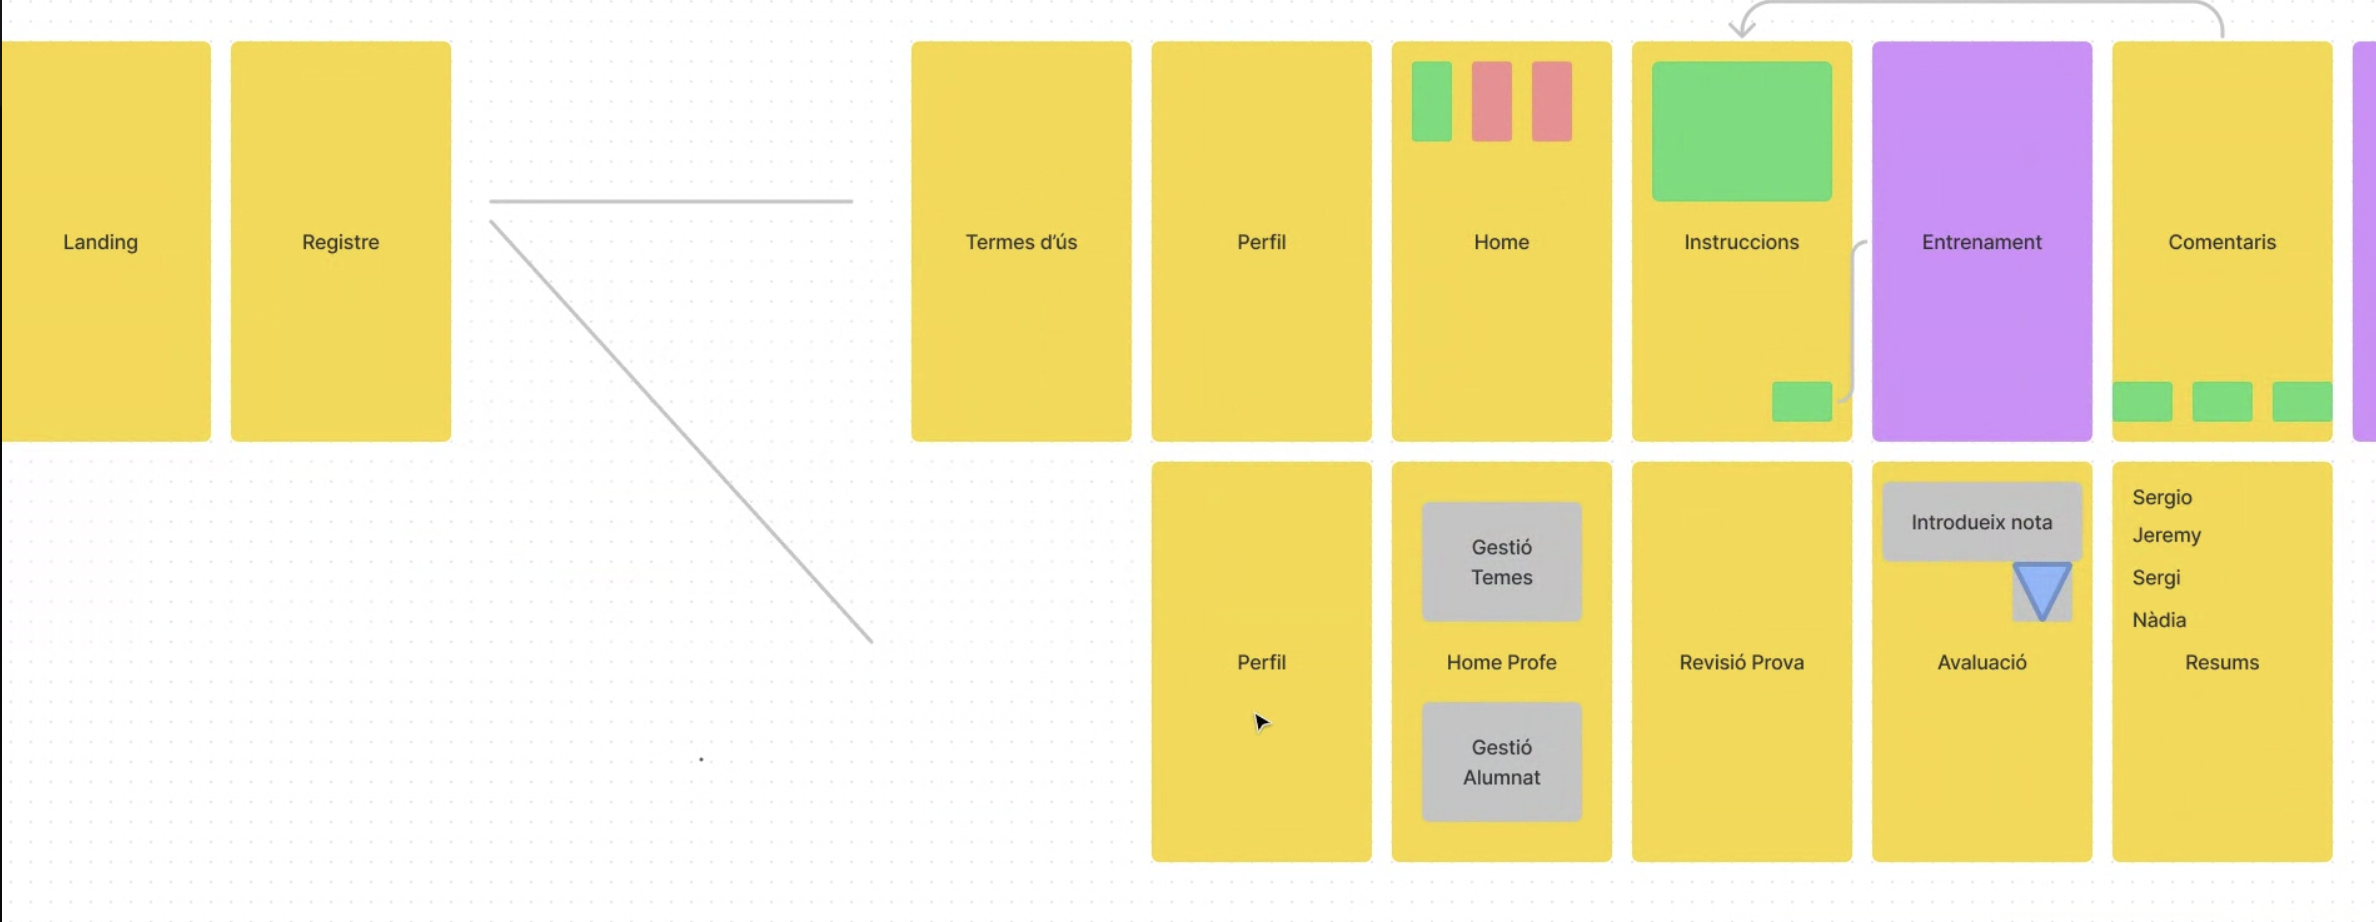 Landing
Registre
Termes d'ús
Perfil
Home
Instruccions
Entrenament
Comentaris
Perfil
Gestió
Temes
Home Profe
Gestió
Alumnat
Revisió Prova
Introdueix nota
Avaluació
Sergio
Jeremy
Sergi
Nàdia
Resums